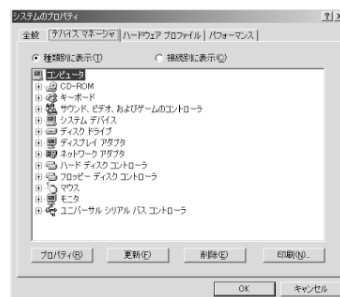 システムのプロパティ
? ×
全般 デバイス マネージャ ハードウェア プロファイル パフォーマンス
種類別に表示(T) 接続別に表示(C)
コンピュータ
CD-ROM
キーボード
サウンド、ビデオ、およびゲームのコントローラ
システム デバイス
ディスク ドライブ
ディスプレイ アダプタ
ネットワーク アダプタ
ハード ディスク コントローラ
フロッピー ディスク コントローラ
マウス
モニタ
ユニバーサル シリアル バス コントローラ
プロパティ(R) 更新(F) 削除(E) 印刷(N)...
OK キャンセル